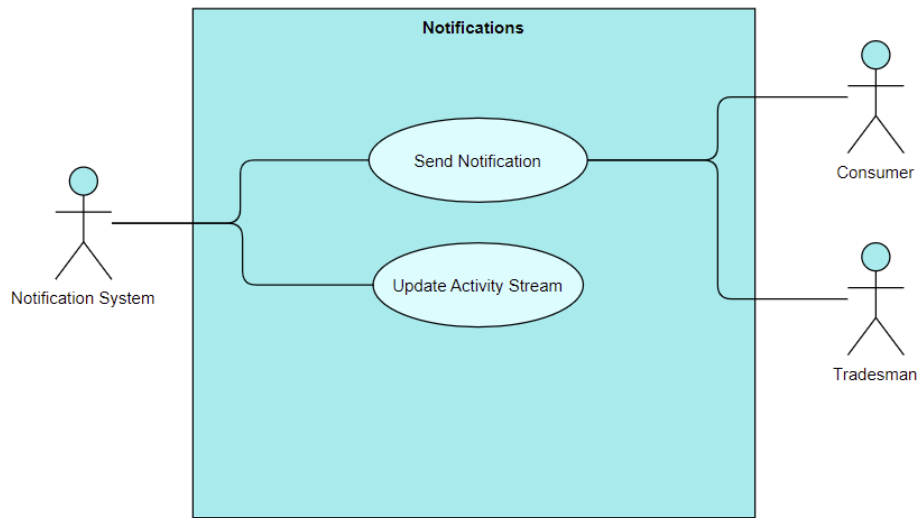 Notifications
Send Notification
Consumer
Notification System
Update Activity Stream
Tradesman